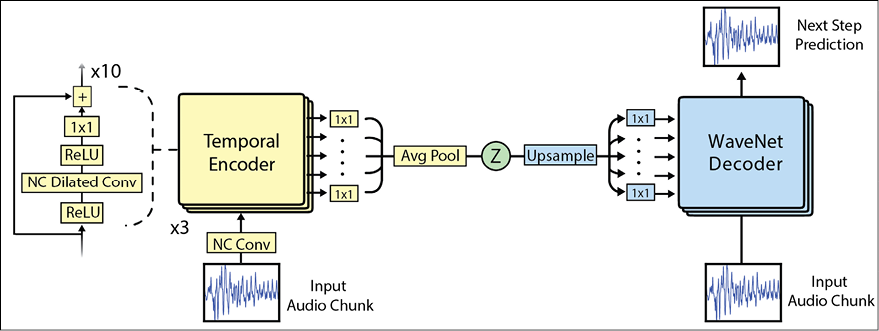 x10
+
1x1
ReLU
NC Dilated Conv
ReLU
Temporal
Encoder
x3
NC Conv
Input
Audio Chunk
1x1
1x1
Avg Pool
Z
Upsample
1x1
1x1
WaveNet
Decoder
Next Step
Prediction
Input
Audio Chunk